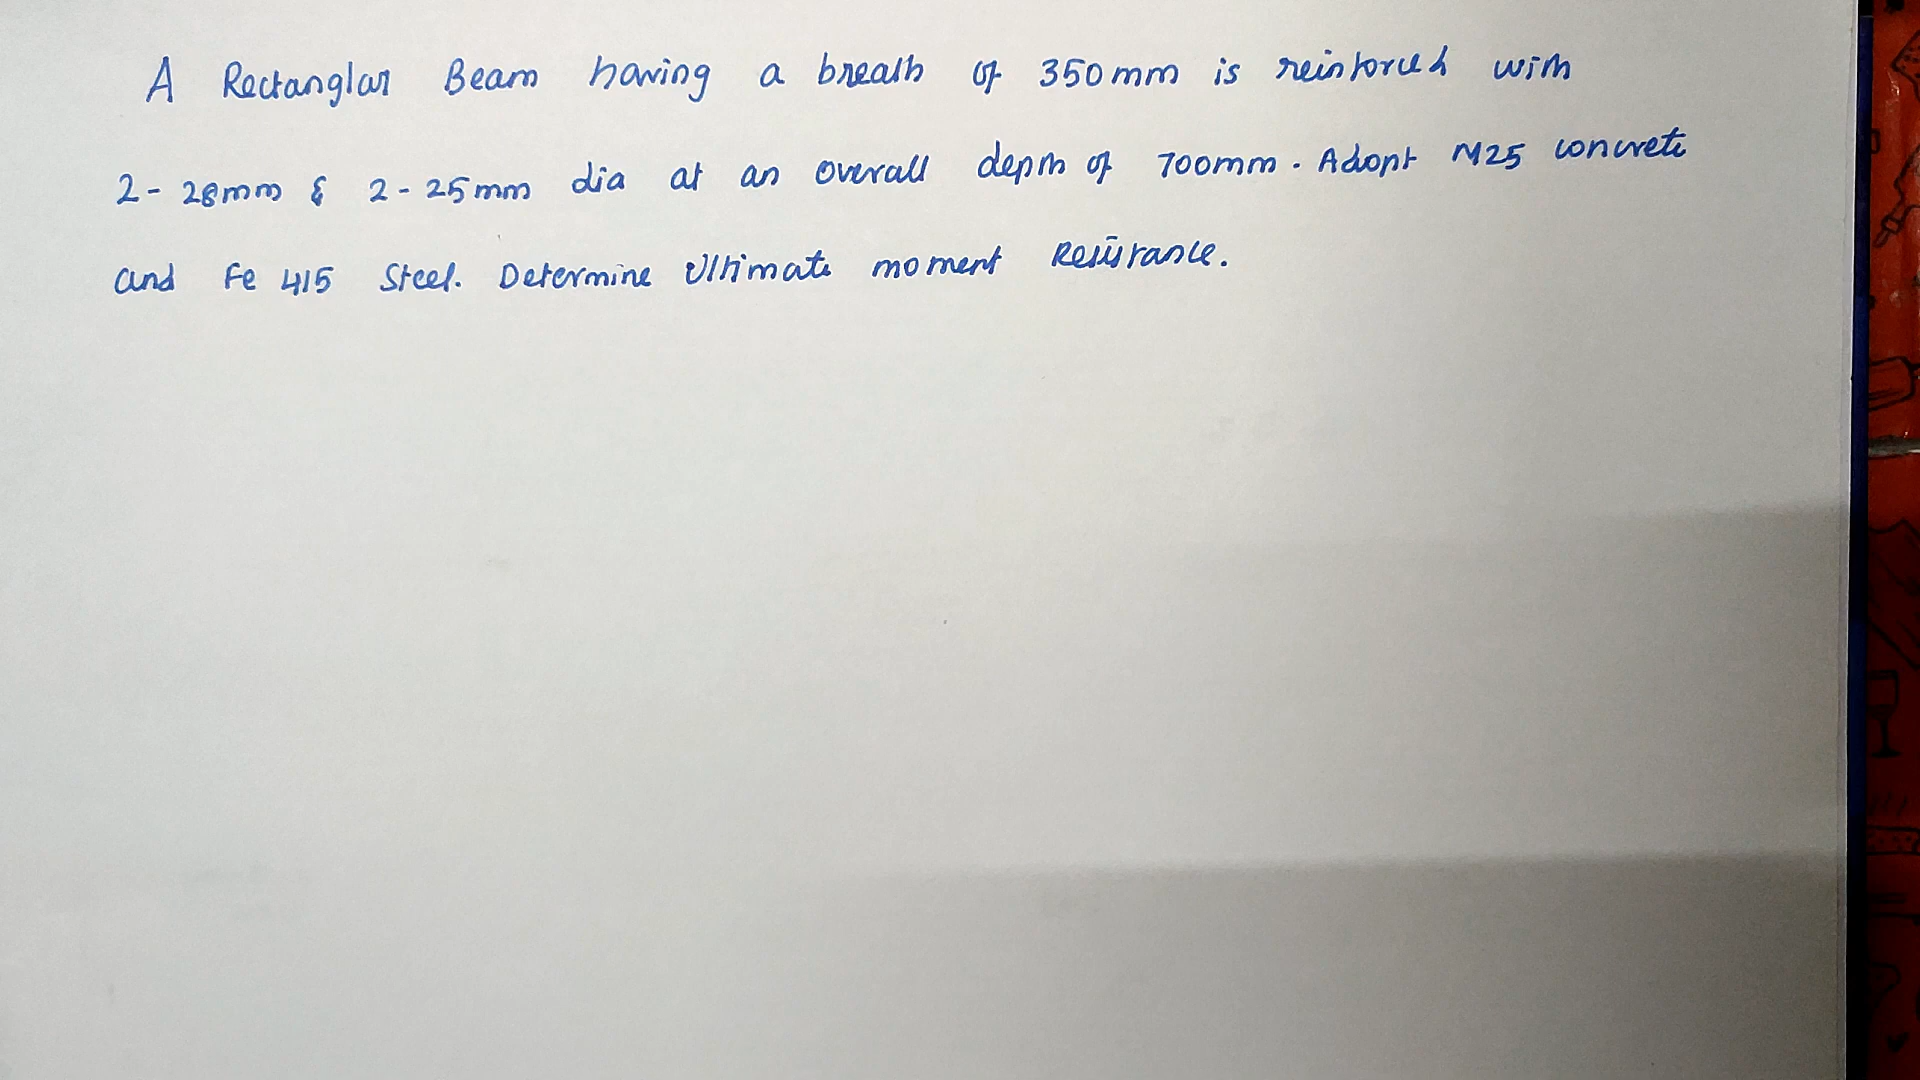 A Rectanglar Beam having a breath of 350mm is reinforced with
2- 28mm & 2-25mm dia at an overall depth of 700mm. Adopt M25 concrete
and Fe 415 Steel. Determine Ultimate moment Resistance.